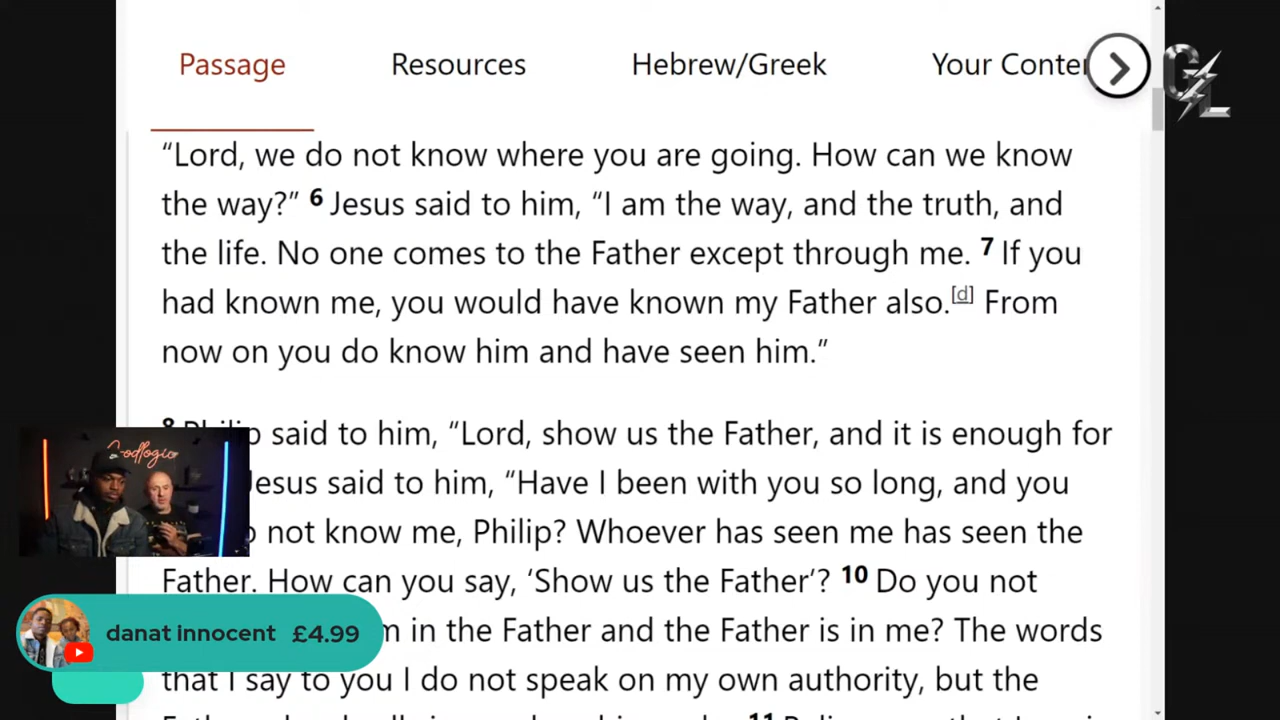 Passage Resources Hebrew/Greek Your Conte
GL
“Lord, we do not know where you are going. How can we know
the way?” 6 Jesus said to him, “I am the way, and the truth, and
the life. No one comes to the Father except through me. 7 If you
had known me, you would have known my Father also.[d] From
now on you do know him and have seen him.”
8 Philip said to him, “Lord, show us the Father, and it is enough for
Jesus said to him, “Have I been with you so long, and you
not know me, Philip? Whoever has seen me has seen the
Father. How can you say, ‘Show us the Father’? 10 Do you not
m in the Father and the Father is in me? The words
that I say to you I do not speak on my own authority, but the
Godlogic
danat innocent £4.99